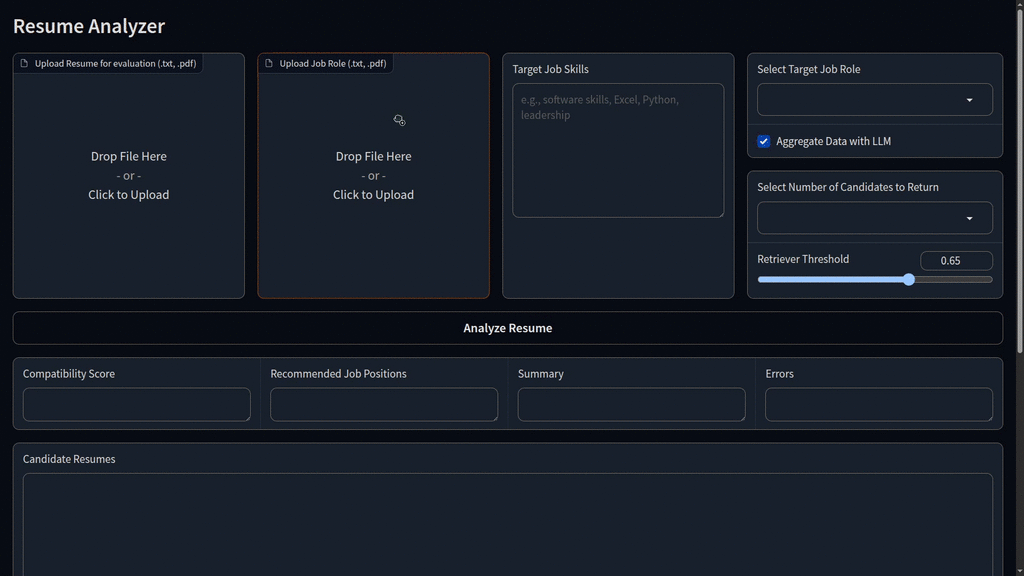 Resume Analyzer
Upload Resume for evaluation (.txt, .pdf)
Drop File Here
- or -
Click to Upload
Upload Job Role (.txt, .pdf)
Drop File Here
- or -
Click to Upload
Target Job Skills
e.g., software skills, Excel, Python,
leadership
Select Target Job Role
Aggregate Data with LLM
Select Number of Candidates to Return
Retriever Threshold
0.65
Analyze Resume
Compatibility Score
Recommended Job Positions
Summary
Errors
Candidate Resumes